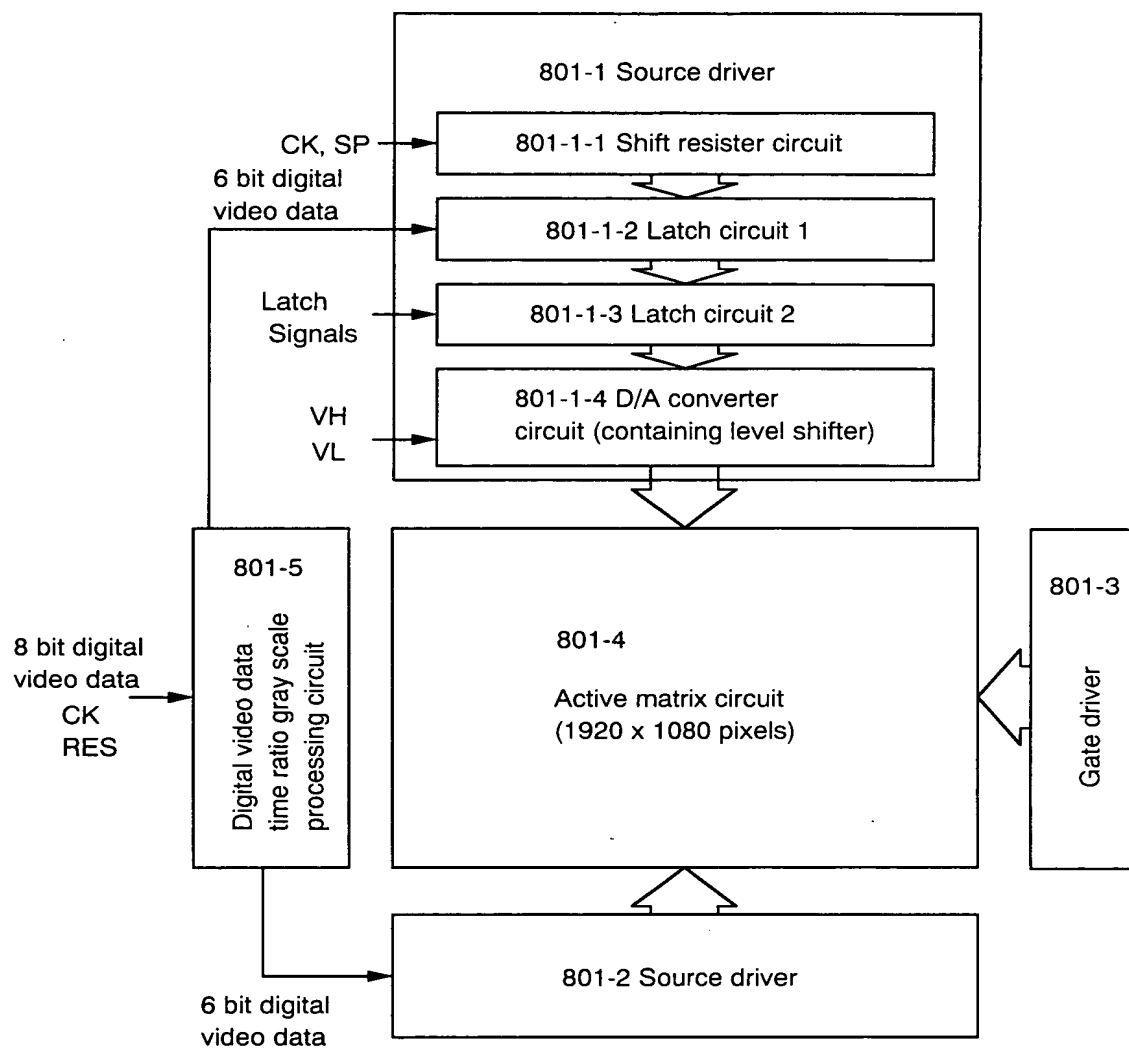 801-1 Source driver
CK, SP
801-1-1 Shift resister circuit
6 bit digital
video data
801-1-2 Latch circuit 1
Latch
Signals
801-1-3 Latch circuit 2
VH
VL
801-1-4 D/A converter
circuit (containing level shifter)
801-5
Digital video data
time ratio gray scale
processing circuit
8 bit digital
video data
CK
RES
801-4
Active matrix circuit
(1920 x 1080 pixels)
801-3
Gate driver
801-2 Source driver
6 bit digital
video data